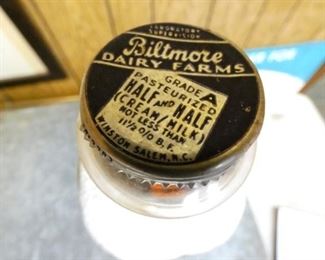 LABORATORY
SUPERVISION
Biltmore
DAIRY FARMS
GRADE A
PASTEURIZED
HALF AND HALF
(CREAM/MILK)
NOT LESS THAN
11½ O/O B.F.
WINSTON SALEM, N.C.
FOR